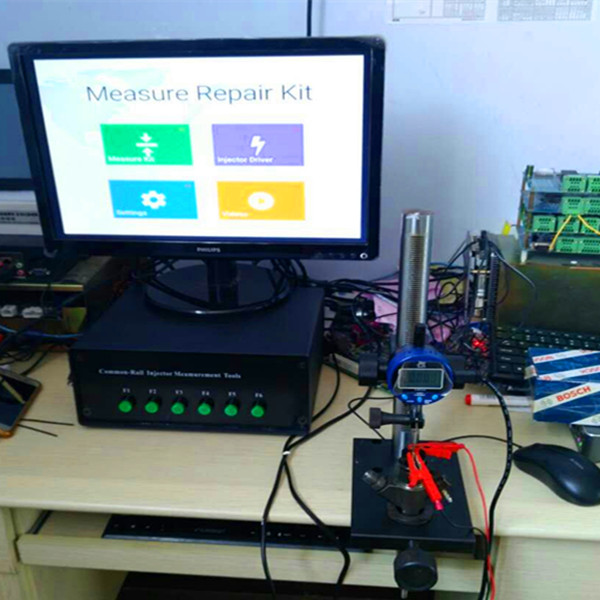 Measure Repair Kit
Measure Kit
Injector Driver
Settings
Videos
PHILIPS
Common-Rail Injector Measurement Tools
F1 F2 F3 F4 F5 F6
BOSCH